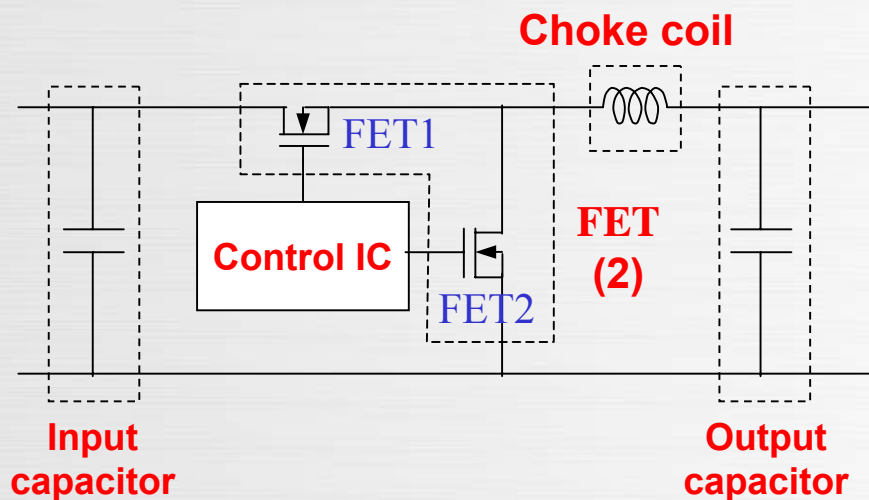 Choke coil
FET1
Control IC
FET
(2)
FET2
Input
capacitor
Output
capacitor